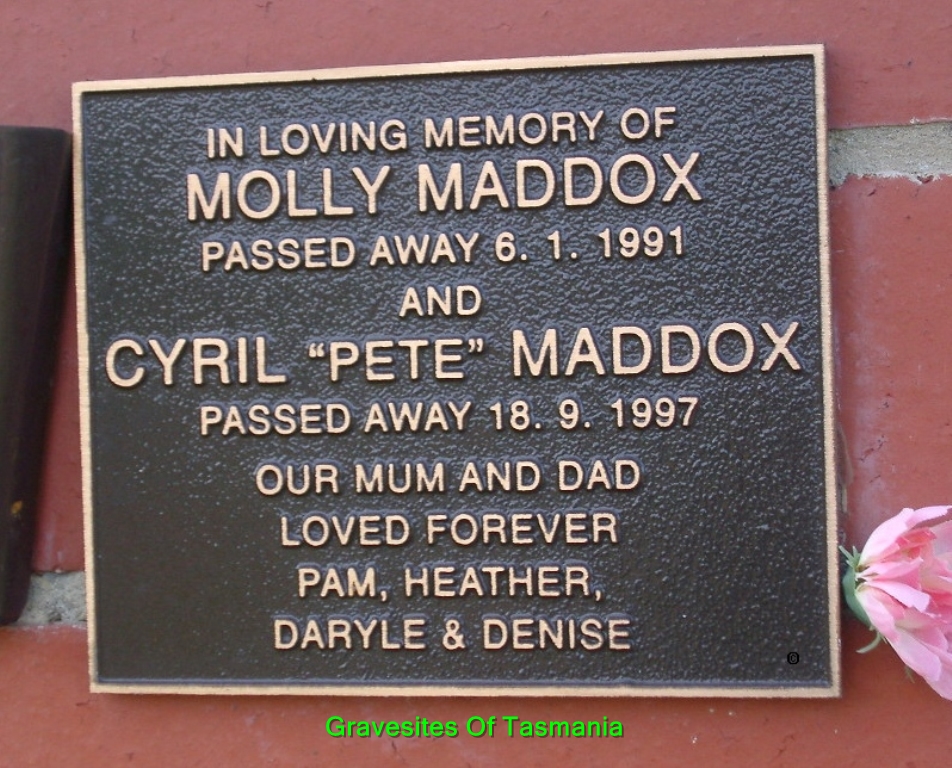 IN LOVING MEMORY OF
MOLLY MADDOX
PASSED AWAY 6. 1. 1991
AND
CYRIL "PETE" MADDOX
PASSED AWAY 18. 9. 1997
OUR MUM AND DAD
LOVED FOREVER
PAM, HEATHER,
DARYLE & DENISE
©
Gravesites Of Tasmania